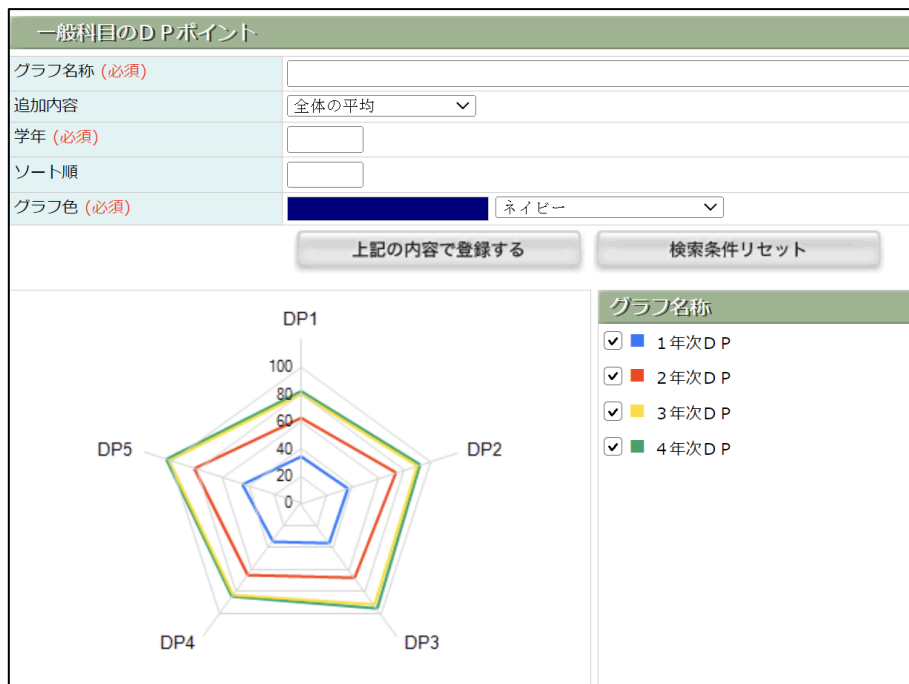 一般科目のＤＰポイント
グラフ名称 (必須)
追加内容 全体の平均
学年 (必須)
ソート順
グラフ色 (必須) ネイビー
上記の内容で登録する 検索条件リセット
グラフ名称
1年次ＤＰ
2年次ＤＰ
3年次ＤＰ
4年次ＤＰ
DP1
100
80
60
40
20
0
DP5
DP2
DP4
DP3